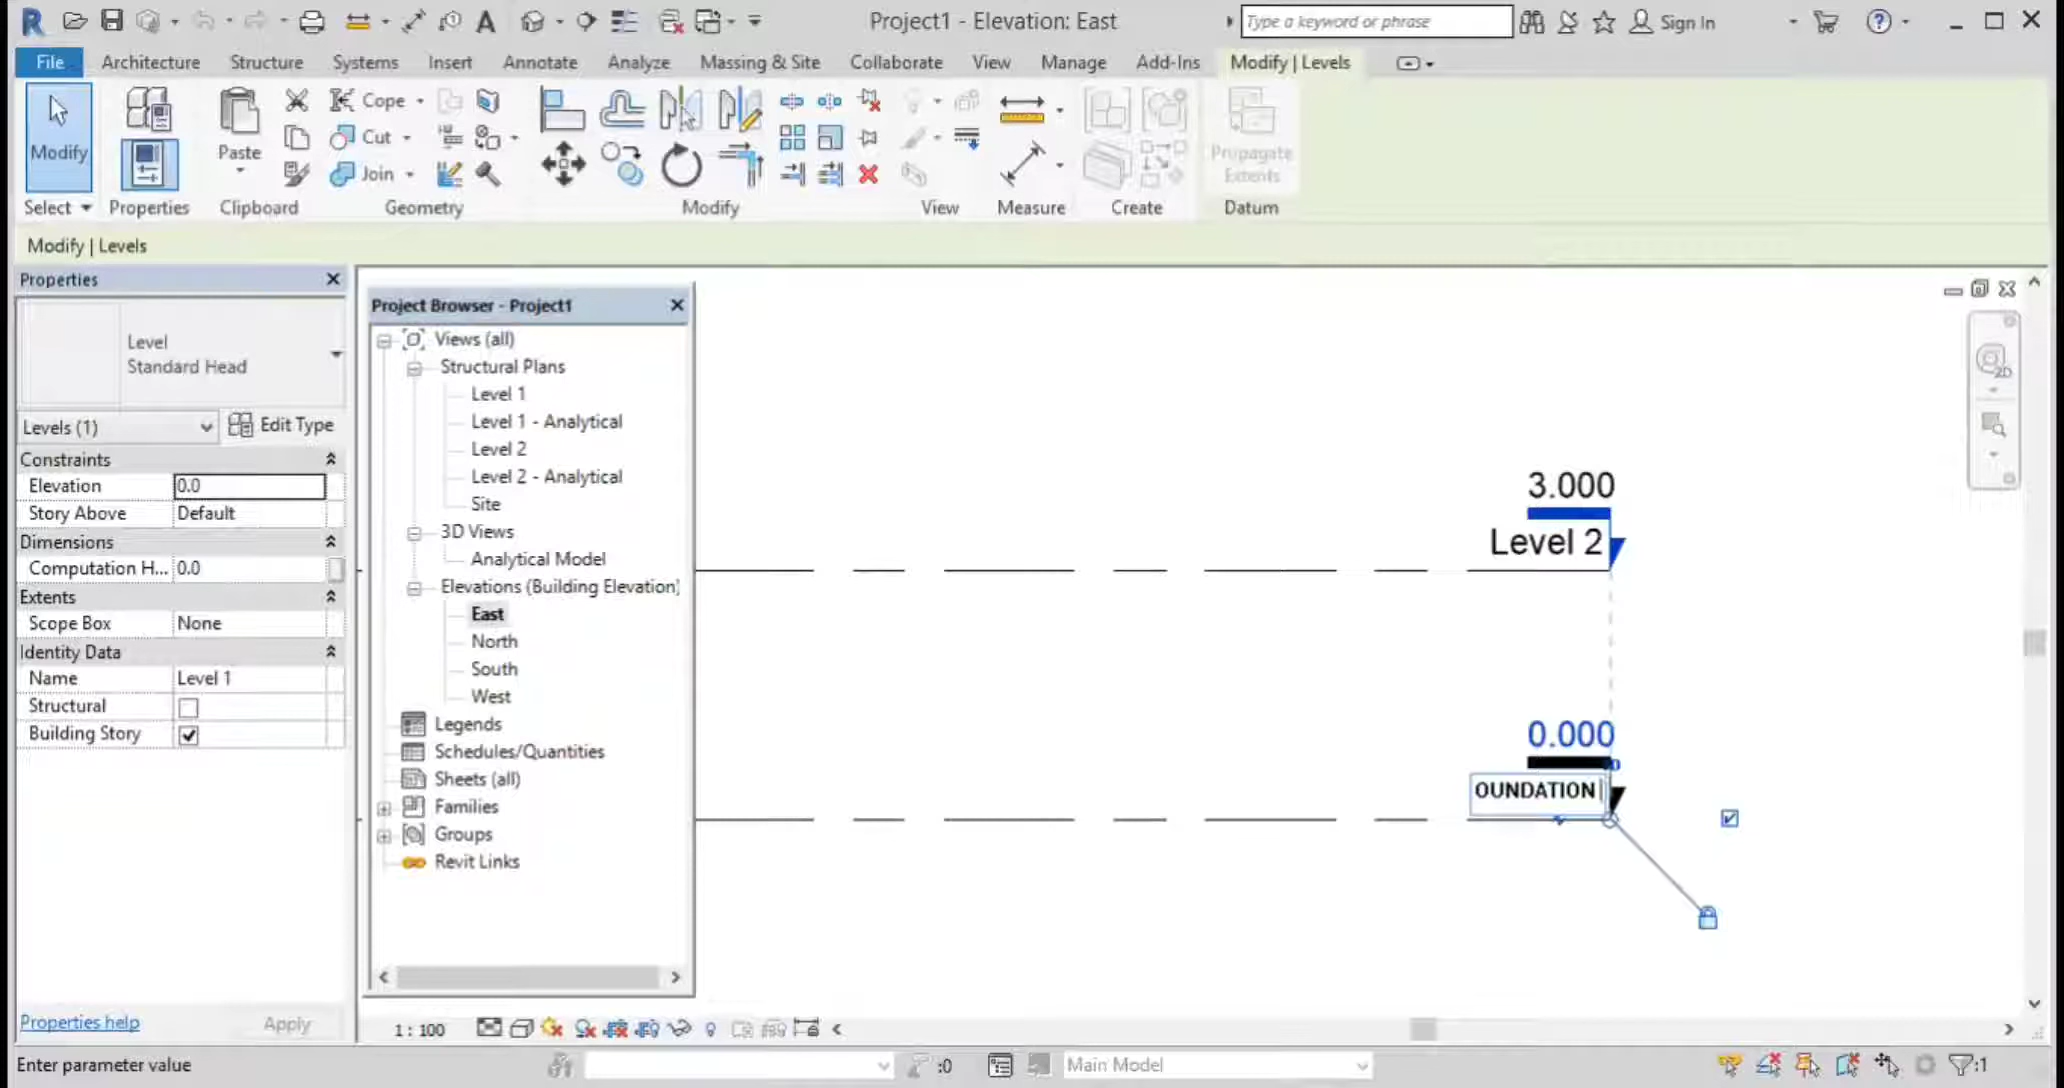 Project1 - Elevation: East
Type a keyword or phrase
Sign In
File
Architecture
Structure
Systems
Insert
Annotate
Analyze
Massing & Site
Collaborate
View
Manage
Add-Ins
Modify | Levels
Modify
Paste
Cope
Cut
Join
Propagate
Extents
Select
Properties
Clipboard
Geometry
Modify
View
Measure
Create
Datum
Modify | Levels
Properties
Level
Standard Head
Levels (1)
Edit Type
Constraints
Elevation 0.0
Story Above Default
Dimensions
Computation H... 0.0
Extents
Scope Box None
Identity Data
Name Level 1
Structural
Building Story
Properties help
Apply
Project Browser - Project1
Views (all)
Structural Plans
Level 1
Level 1 - Analytical
Level 2
Level 2 - Analytical
Site
3D Views
Analytical Model
Elevations (Building Elevation)
East
North
South
West
Legends
Schedules/Quantities
Sheets (all)
Families
Groups
Revit Links
2D
3.000
Level 2
0.000
OUNDATION
1 : 100
Enter parameter value
:0
Main Model
:1